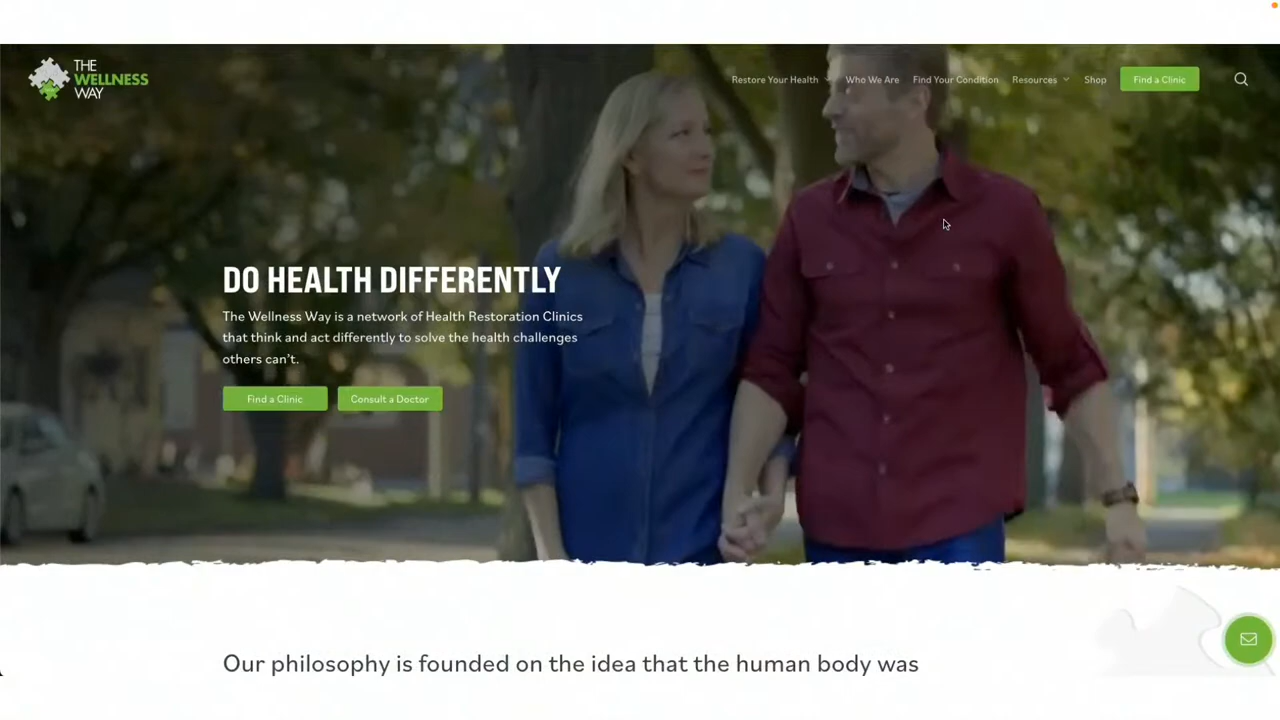 THE
WELLNESS
WAY
Restore Your Health
Who We Are
Find Your Condition
Resources
Shop
Find a Clinic
DO HEALTH DIFFERENTLY
The Wellness Way is a network of Health Restoration Clinics
that think and act differently to solve the health challenges
others can't.
Find a Clinic
Consult a Doctor
Our philosophy is founded on the idea that the human body was